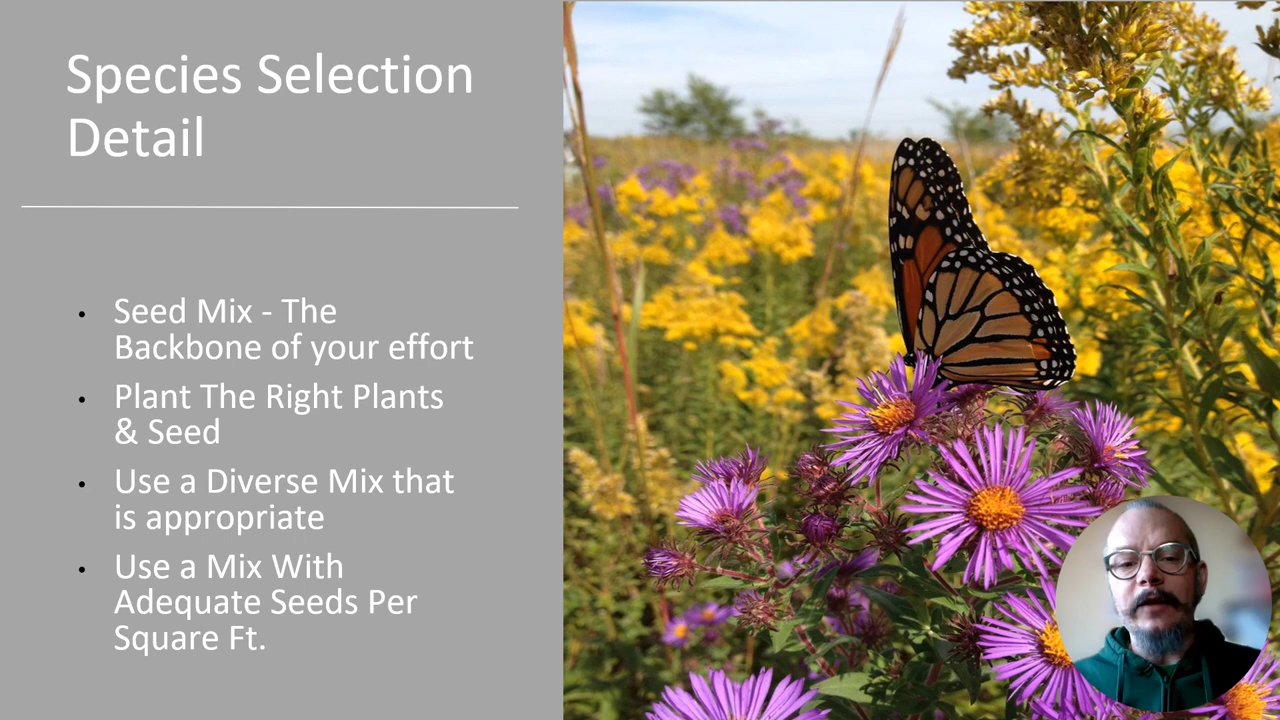 Species Selection
Detail
• Seed Mix - The
Backbone of your effort
• Plant The Right Plants
& Seed
• Use a Diverse Mix that
is appropriate
• Use a Mix With
Adequate Seeds Per
Square Ft.